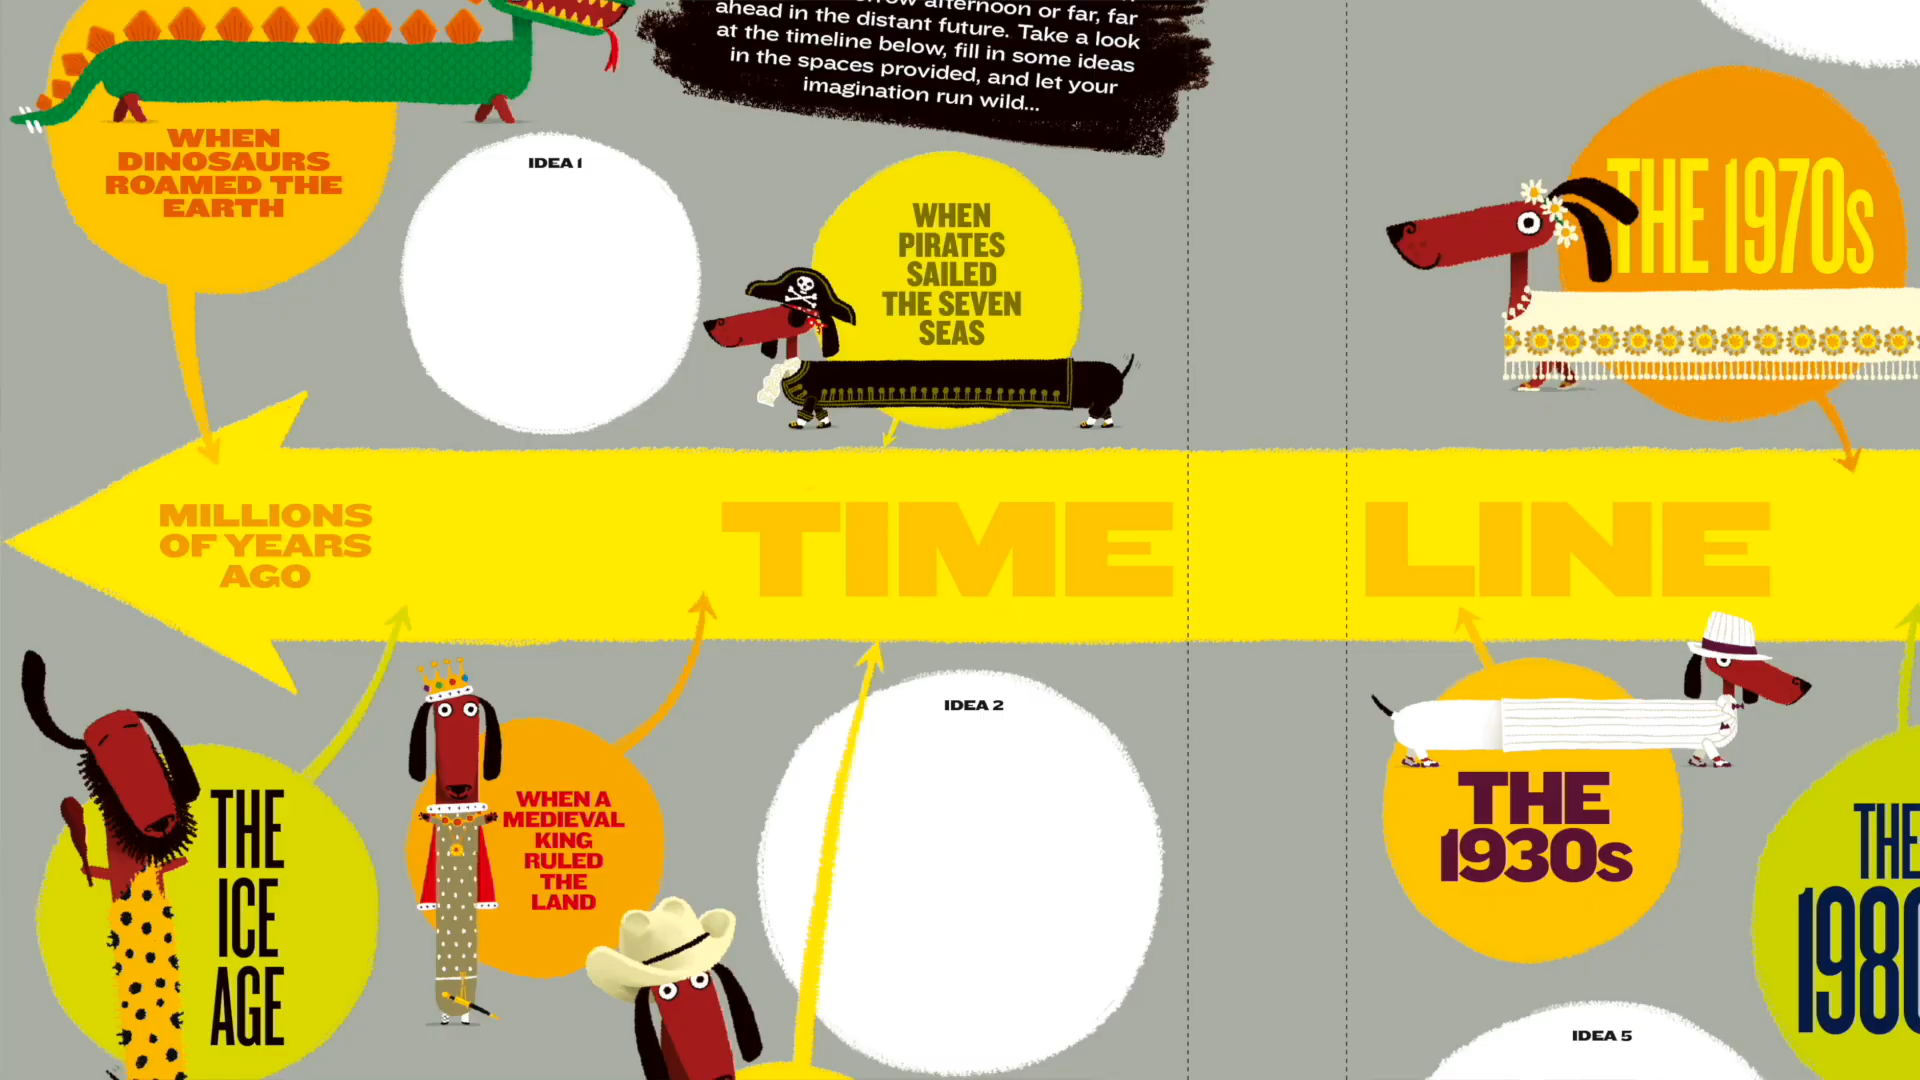 afternoon or far, far
ahead in the distant future. Take a look
at the timeline below, fill in some ideas
in the spaces provided, and let your
imagination run wild...
WHEN
DINOSAURS
ROAMED THE
EARTH
IDEA 1
WHEN
PIRATES
SAILED
THE SEVEN
SEAS
THE 1970s
MILLIONS
OF YEARS
AGO
TIME LINE
THE
ICE
AGE
WHEN A
MEDIEVAL
KING
RULED
THE
LAND
IDEA 2
THE
1930s
THE
198
IDEA 5